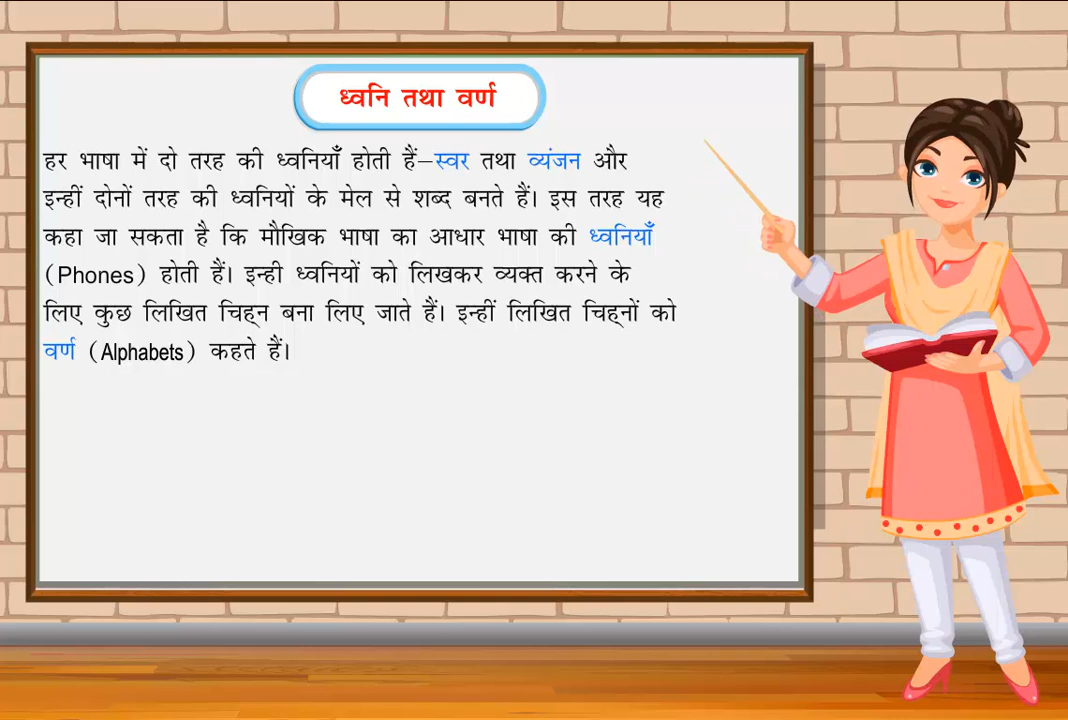 ध्वनि तथा वर्ण
हर भाषा में दो तरह की ध्वनियाँ होती हैं–स्वर तथा व्यंजन और
इन्हीं दोनों तरह की ध्वनियों के मेल से शब्द बनते हैं। इस तरह यह
कहा जा सकता है कि मौखिक भाषा का आधार भाषा की ध्वनियाँ
(Phones) होती हैं। इन्ही ध्वनियों को लिखकर व्यक्त करने के
लिए कुछ लिखित चिह्‌न बना लिए जाते हैं। इन्हीं लिखित चिह्‌नों को
वर्ण (Alphabets) कहते हैं।